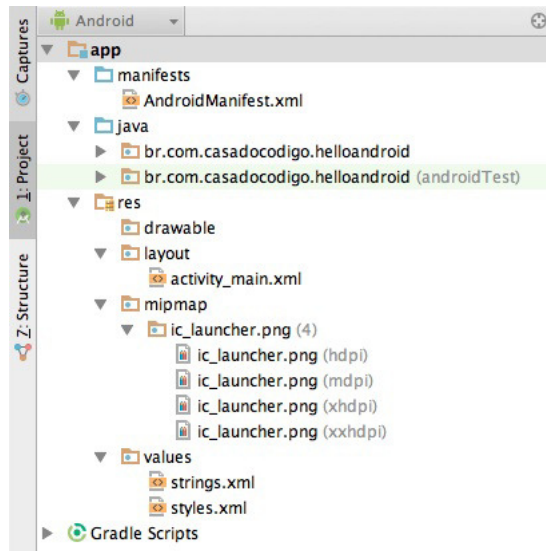 Android
app
manifests
AndroidManifest.xml
java
br.com.casadocodigo.helloandroid
br.com.casadocodigo.helloandroid (androidTest)
res
drawable
layout
activity_main.xml
mipmap
ic_launcher.png (4)
ic_launcher.png (hdpi)
ic_launcher.png (mdpi)
ic_launcher.png (xhdpi)
ic_launcher.png (xxhdpi)
values
strings.xml
styles.xml
Gradle Scripts
Captures
1: Project
7: Structure